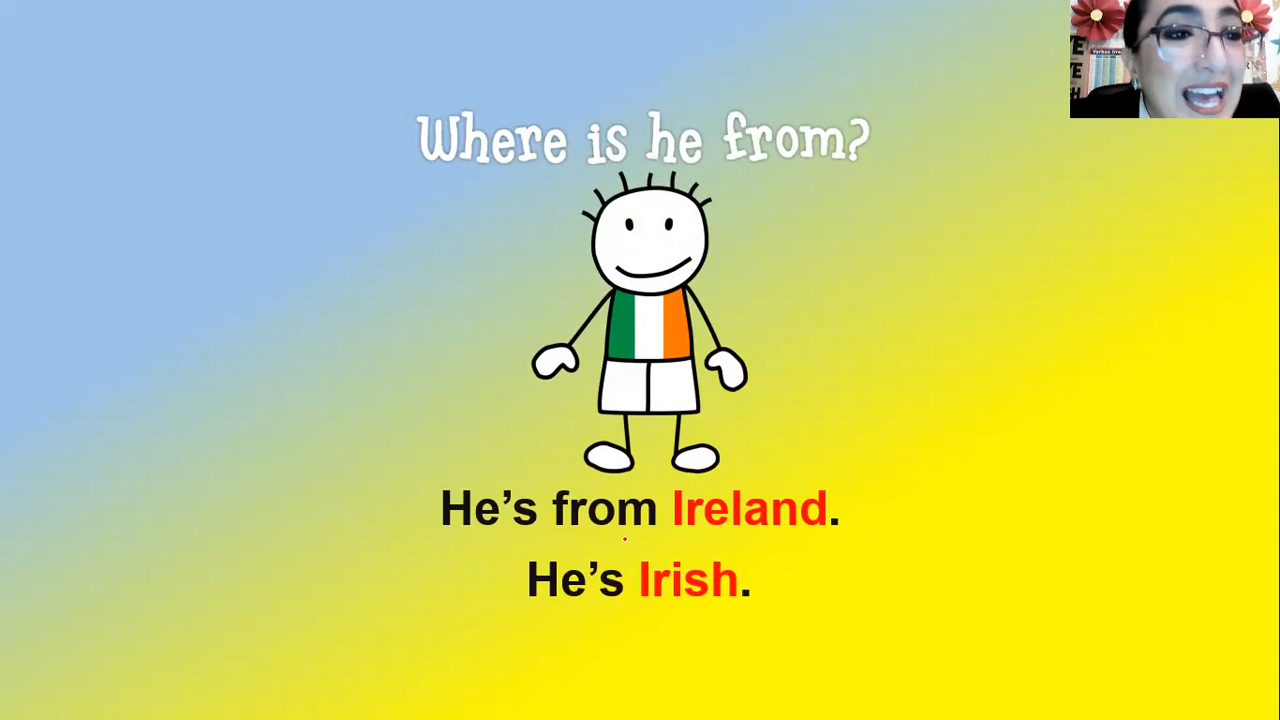 Where is he from?
He's from Ireland.
He's Irish.